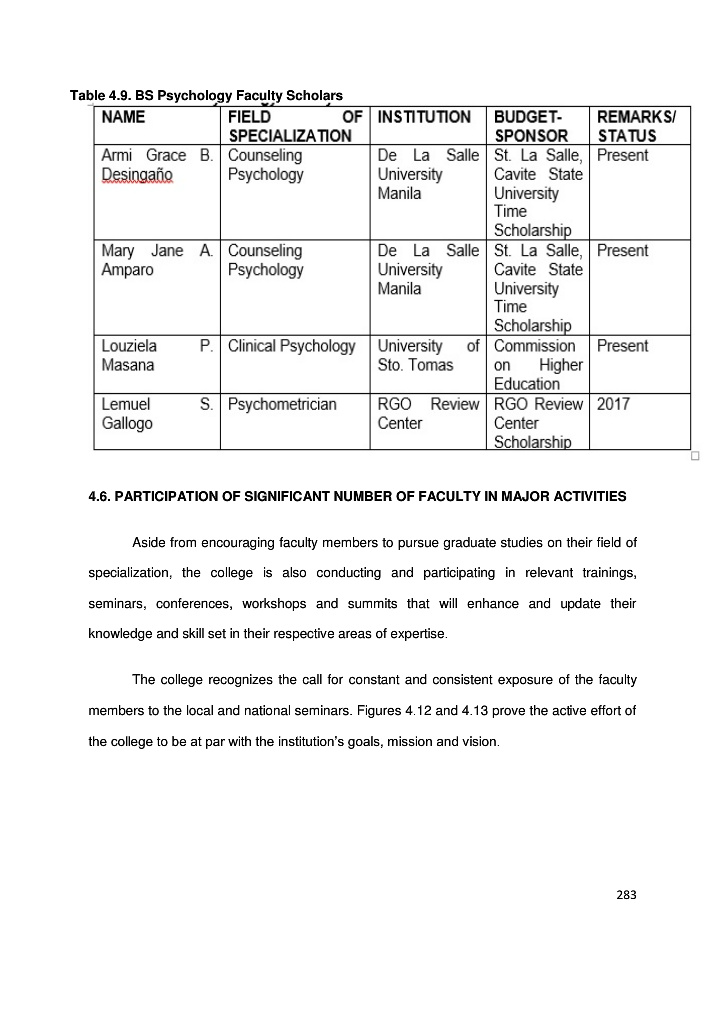 Table 4.9. BS Psychology Faculty Scholars
NAME FIELD OF SPECIALIZATION INSTITUTION BUDGET-SPONSOR REMARKS/ STATUS
Armi Grace B. Desingaño Counseling Psychology De La Salle University Manila St. La Salle, Cavite State University Time Scholarship Present
Mary Jane A. Amparo Counseling Psychology De La Salle University Manila St. La Salle, Cavite State University Time Scholarship Present
Louziela P. Masana Clinical Psychology University of Sto. Tomas Commission on Higher Education Present
Lemuel S. Gallogo Psychometrician RGO Review Center RGO Review Center Scholarship 2017
4.6. PARTICIPATION OF SIGNIFICANT NUMBER OF FACULTY IN MAJOR ACTIVITIES
Aside from encouraging faculty members to pursue graduate studies on their field of
specialization, the college is also conducting and participating in relevant trainings,
seminars, conferences, workshops and summits that will enhance and update their
knowledge and skill set in their respective areas of expertise.
The college recognizes the call for constant and consistent exposure of the faculty
members to the local and national seminars. Figures 4.12 and 4.13 prove the active effort of
the college to be at par with the institution's goals, mission and vision.
283